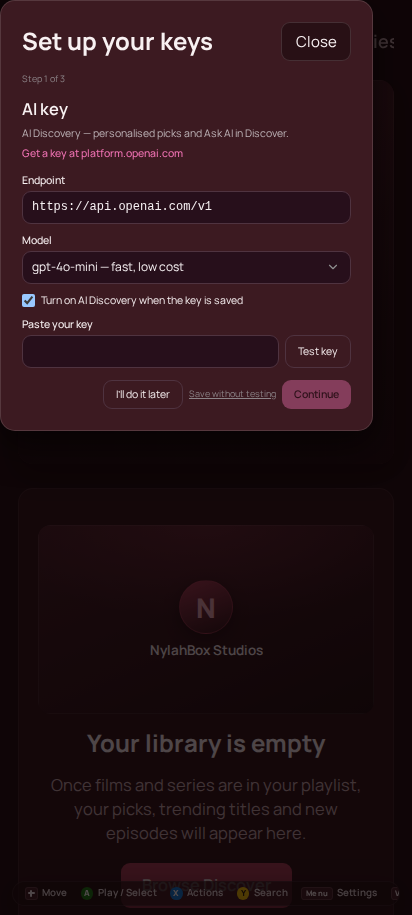 Set up your keys
Close
Step 1 of 3
AI key
AI Discovery — personalised picks and Ask AI in Discover.
Get a key at platform.openai.com
Endpoint
https://api.openai.com/v1
Model
gpt-4o-mini — fast, low cost
Turn on AI Discovery when the key is saved
Paste your key
Test key
I'll do it later
Save without testing
Continue
N
NylahBox Studios
Your library is empty
Once films and series are in your playlist,
your picks, trending titles and new
episodes will appear here.
Browse Discover
Move
A Play / Select
X Actions
Y Search
Menu Settings